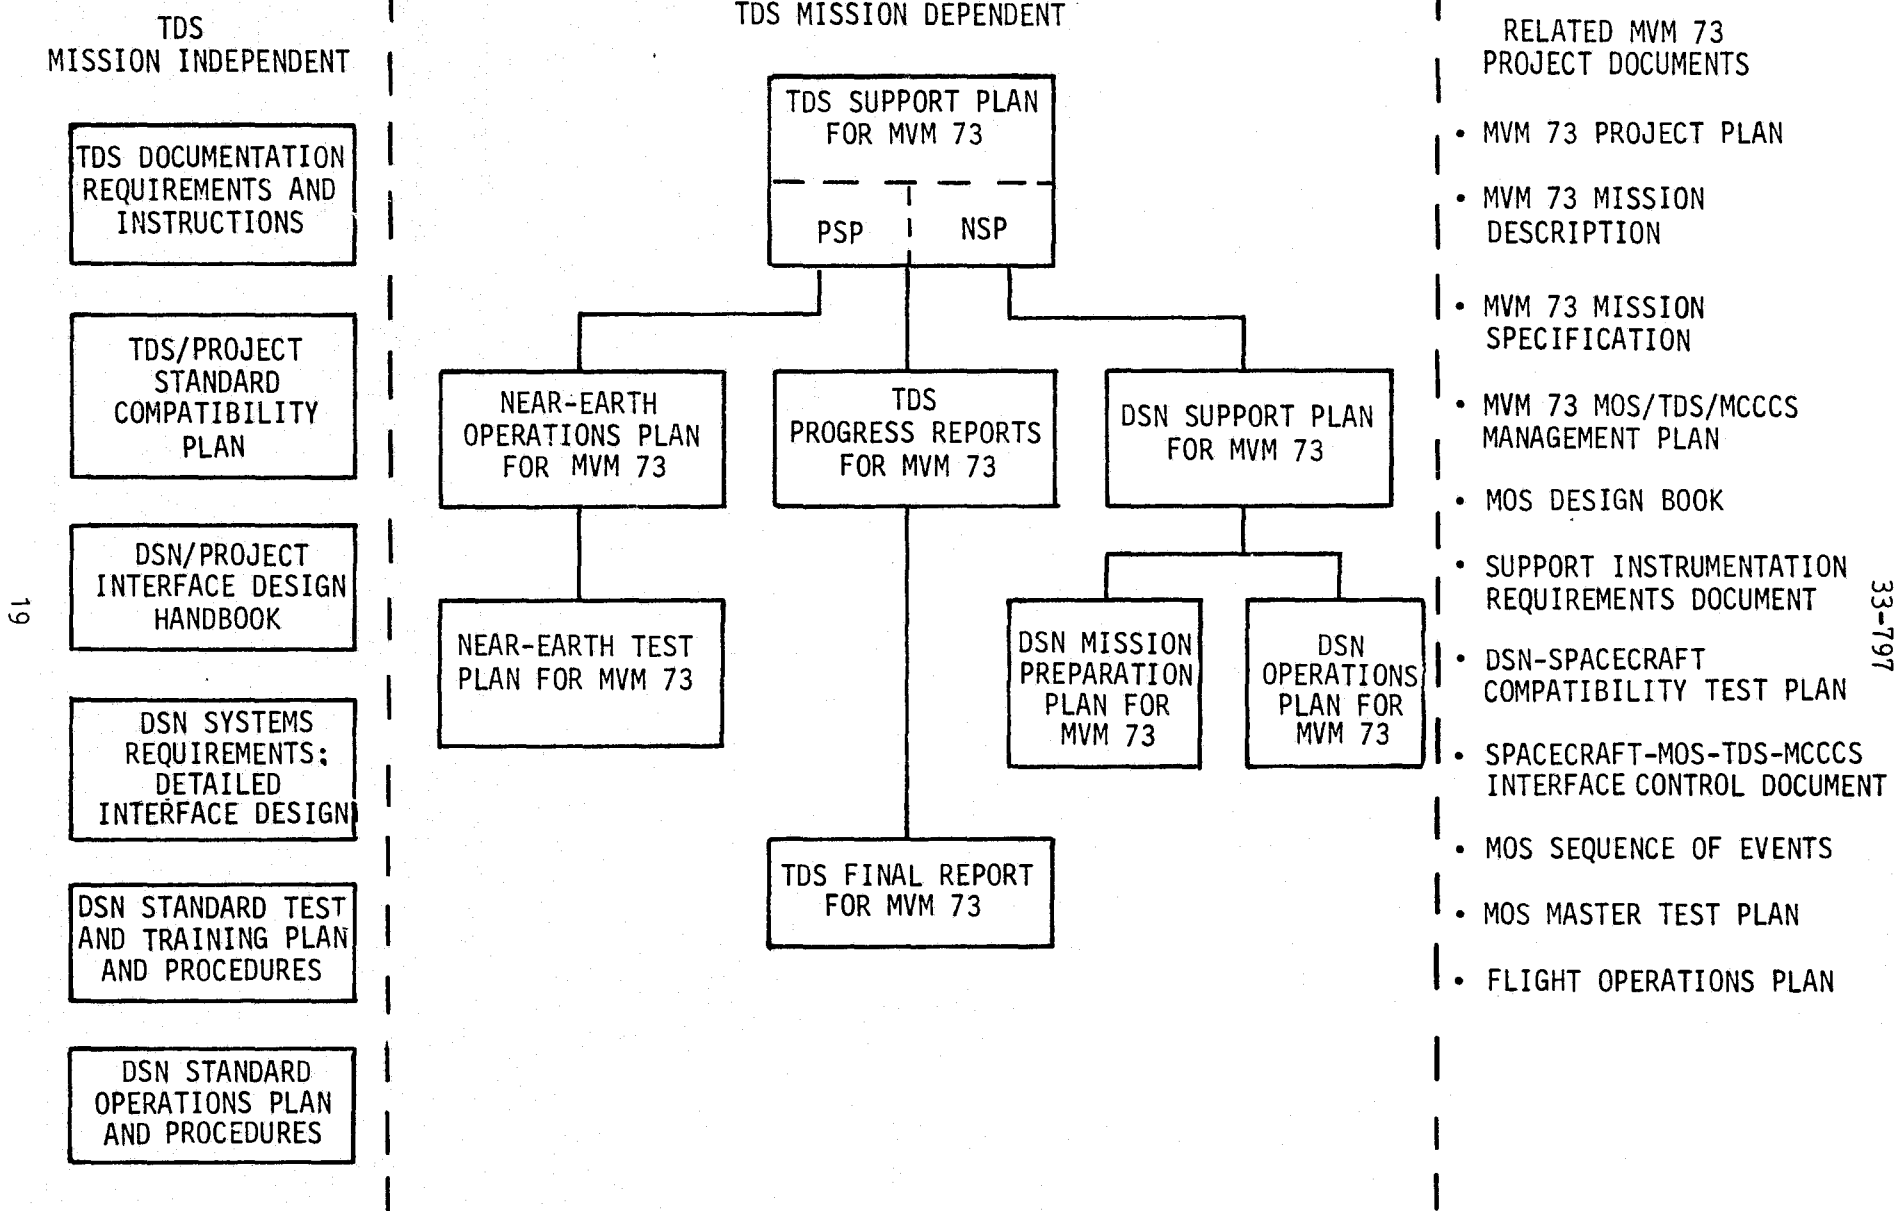 TDS
MISSION INDEPENDENT
TDS DOCUMENTATION
REQUIREMENTS AND
INSTRUCTIONS
TDS/PROJECT
STANDARD
COMPATIBILITY
PLAN
DSN/PROJECT
INTERFACE DESIGN
HANDBOOK
DSN SYSTEMS
REQUIREMENTS:
DETAILED
INTERFACE DESIGN
DSN STANDARD TEST
AND TRAINING PLAN
AND PROCEDURES
DSN STANDARD
OPERATIONS PLAN
AND PROCEDURES
TDS MISSION DEPENDENT
TDS SUPPORT PLAN
FOR MVM 73
PSP
NSP
NEAR-EARTH
OPERATIONS PLAN
FOR MVM 73
TDS
PROGRESS REPORTS
FOR MVM 73
DSN SUPPORT PLAN
FOR MVM 73
NEAR-EARTH TEST
PLAN FOR MVM 73
DSN MISSION
PREPARATION
PLAN FOR
MVM 73
DSN
OPERATIONS
PLAN FOR
MVM 73
TDS FINAL REPORT
FOR MVM 73
RELATED MVM 73
PROJECT DOCUMENTS
• MVM 73 PROJECT PLAN
• MVM 73 MISSION
DESCRIPTION
• MVM 73 MISSION
SPECIFICATION
• MVM 73 MOS/TDS/MCCCS
MANAGEMENT PLAN
• MOS DESIGN BOOK
• SUPPORT INSTRUMENTATION
REQUIREMENTS DOCUMENT
• DSN-SPACECRAFT
COMPATIBILITY TEST PLAN
• SPACECRAFT-MOS-TDS-MCCCS
INTERFACE CONTROL DOCUMENT
• MOS SEQUENCE OF EVENTS
• MOS MASTER TEST PLAN
• FLIGHT OPERATIONS PLAN
19
33-797